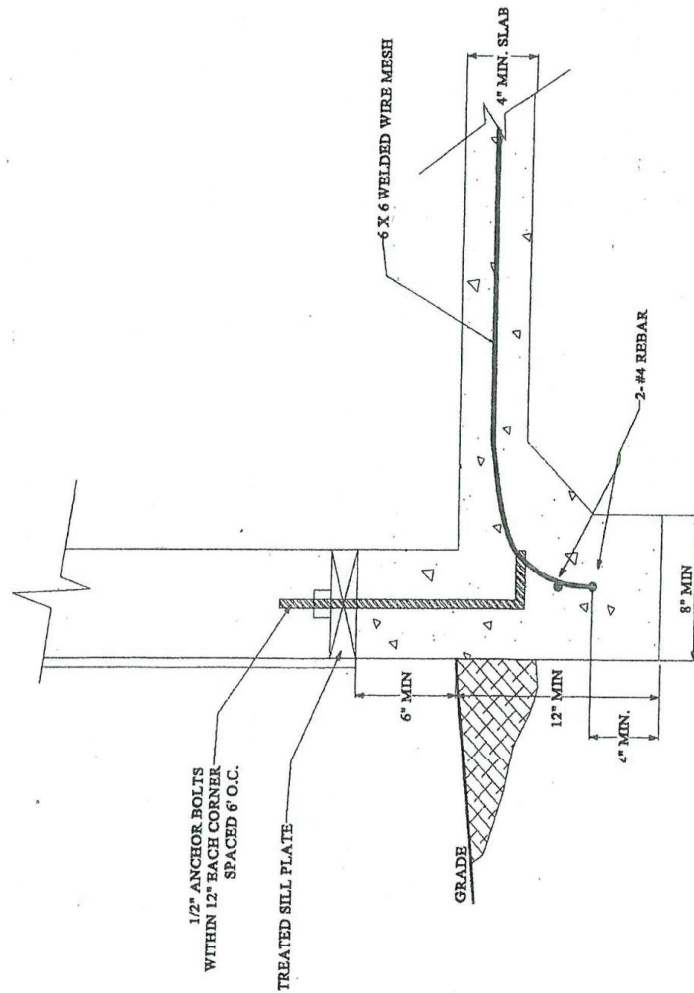 1/2" ANCHOR BOLTS
WITHIN 12" EACH CORNER
SPACED 6' O.C.
TREATED SILL PLATE
GRADE
6" MIN
12" MIN
4" MIN.
8" MIN
2- #4 REBAR
6 X 6 WELDED WIRE MESH
4" MIN. SLAB